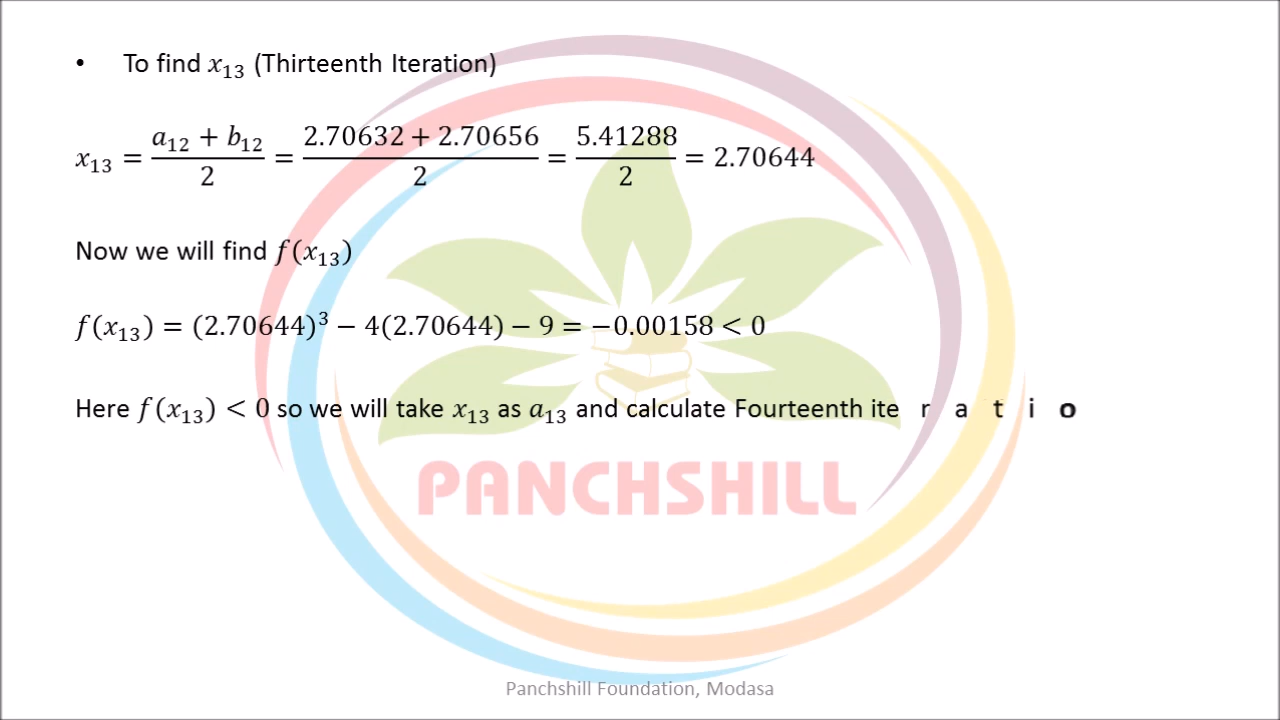 • To find x₁₃ (Thirteenth Iteration)
x₁₃ = (a₁₂ + b₁₂)/2 = (2.70632 + 2.70656)/2 = 5.41288/2 = 2.70644
Now we will find f(x₁₃)
f(x₁₃) = (2.70644)³ − 4(2.70644) − 9 = −0.00158 < 0
Here f(x₁₃) < 0 so we will take x₁₃ as a₁₃ and calculate Fourteenth ite r a t i o
PANCHSHILL
Panchshill Foundation, Modasa